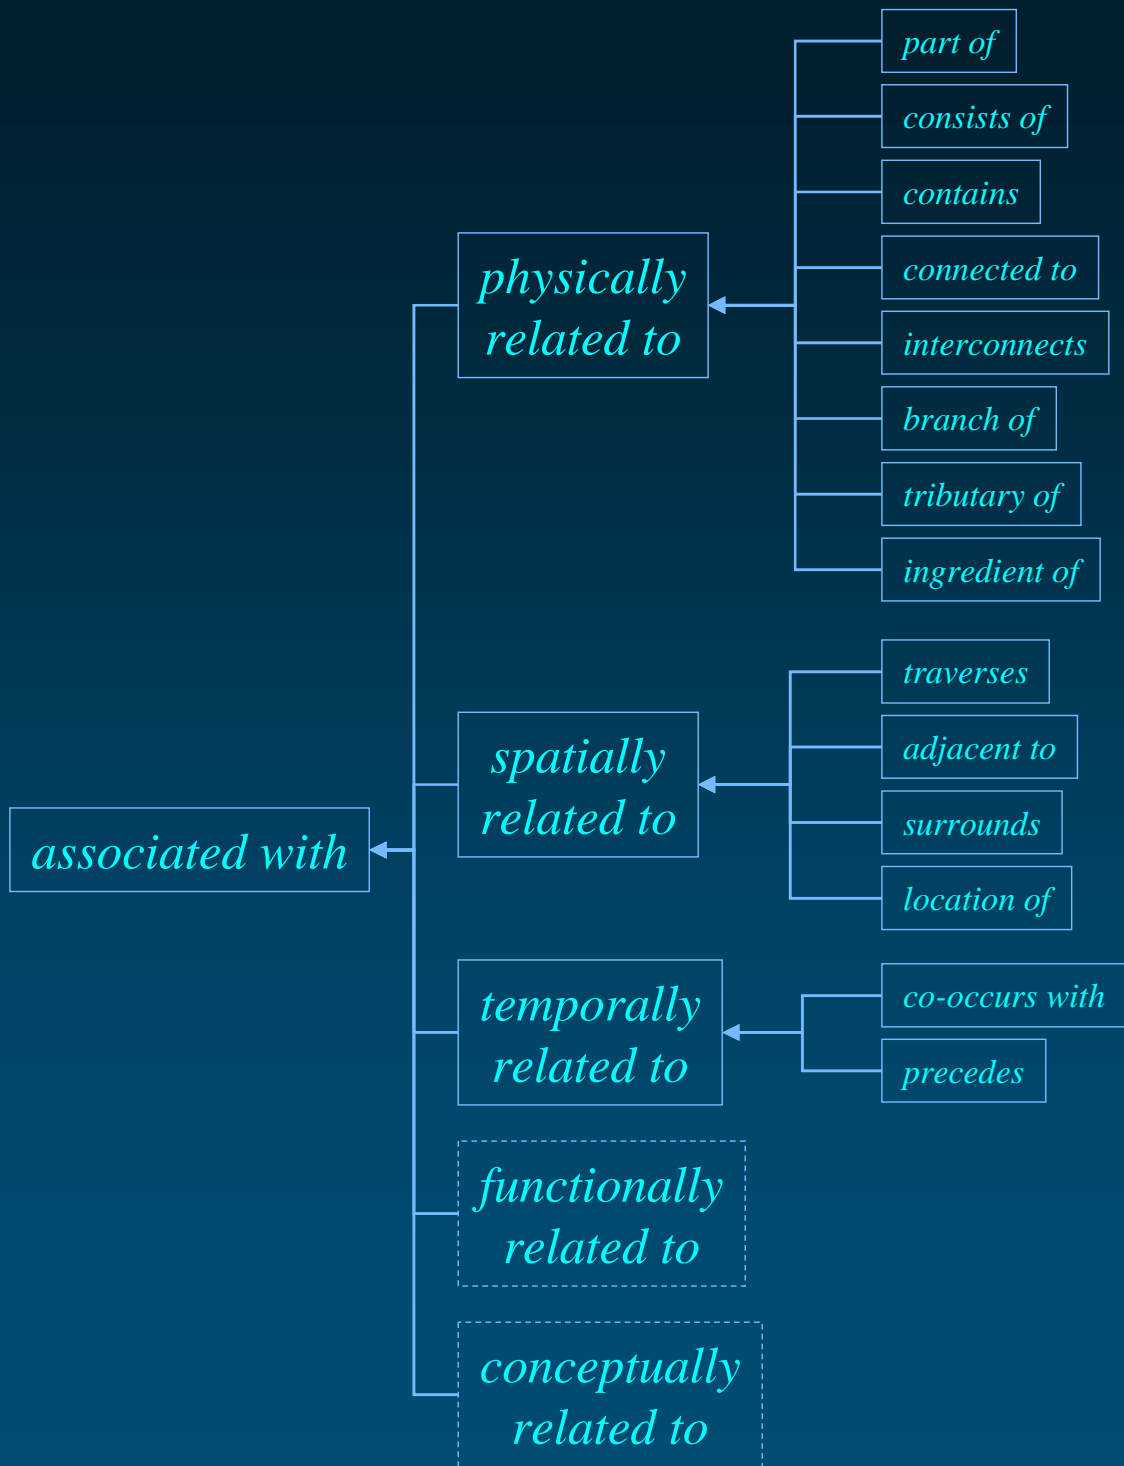 part of
consists of
contains
connected to
interconnects
branch of
tributary of
ingredient of
physically
related to
traverses
adjacent to
surrounds
location of
spatially
related to
associated with
co-occurs with
precedes
temporally
related to
functionally
related to
conceptually
related to